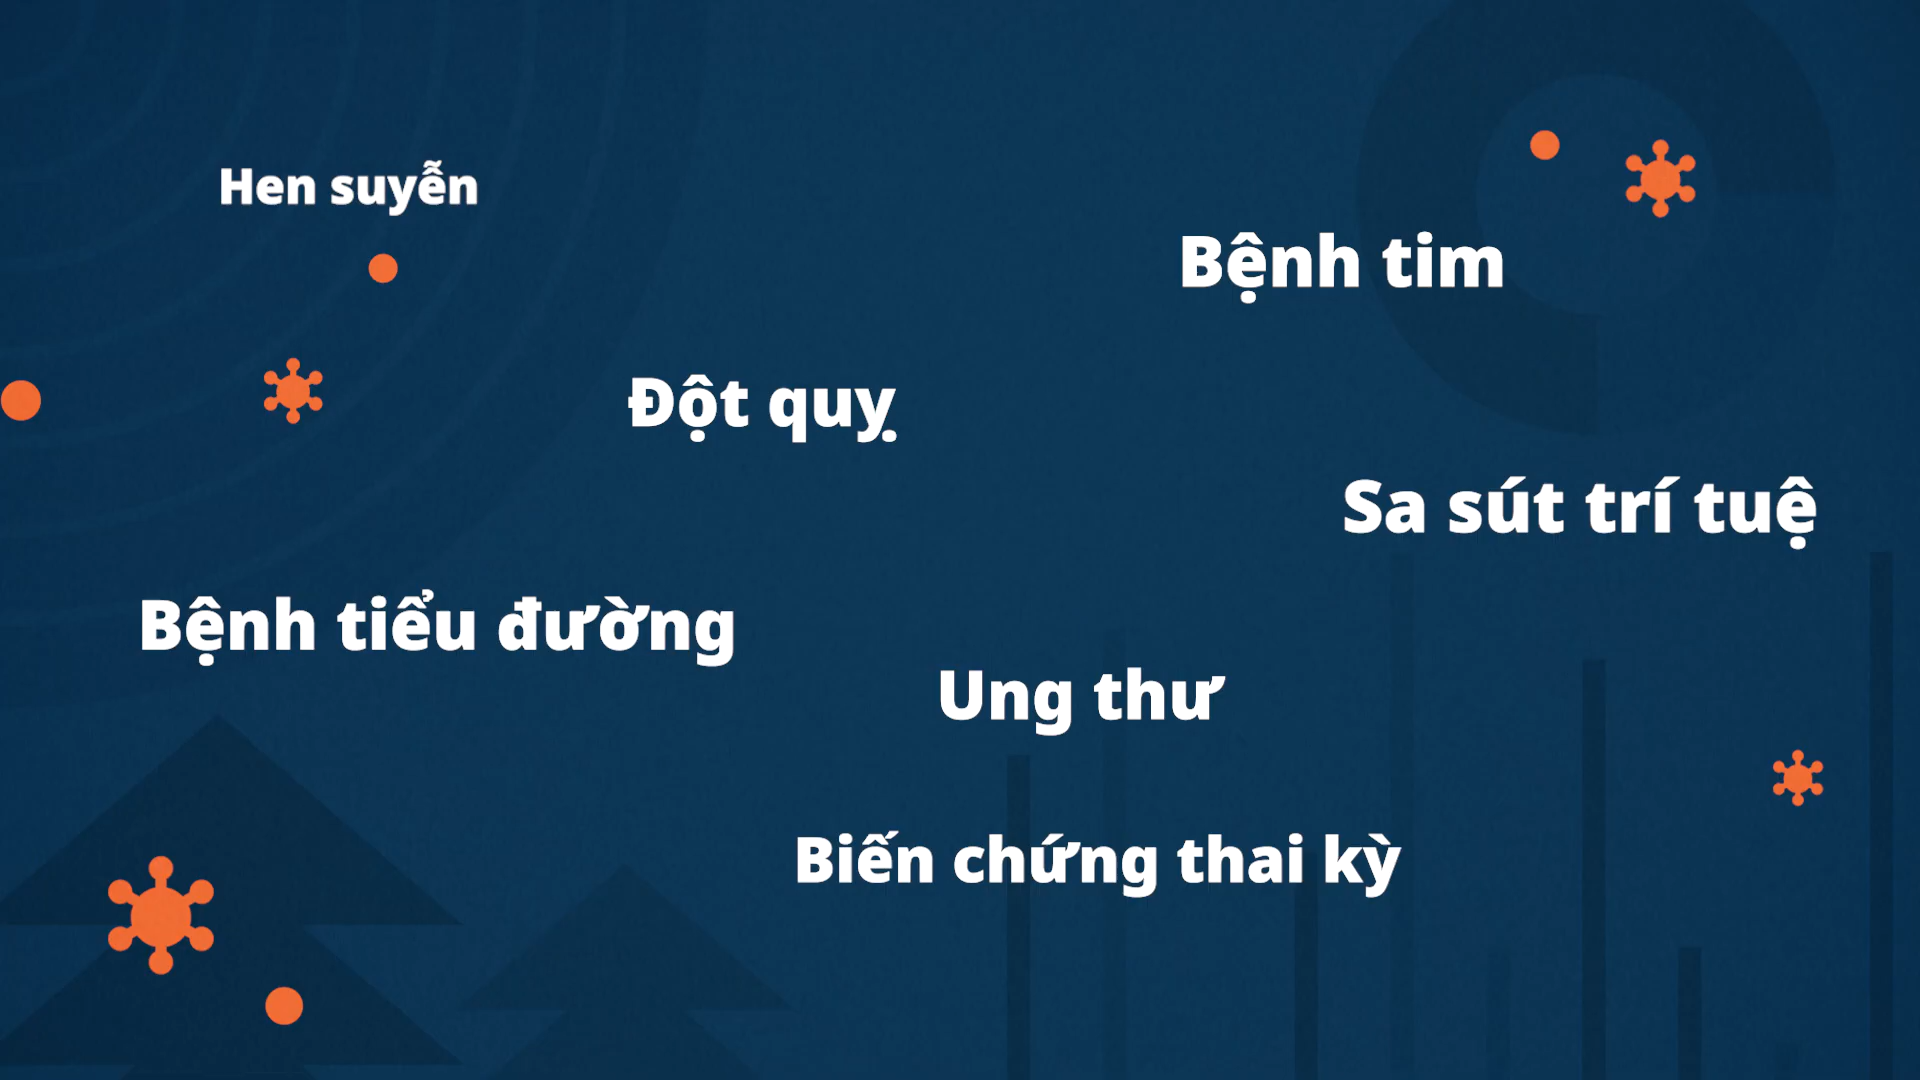 Hen suyễn
Bệnh tim
Đột quỵ
Sa sút trí tuệ
Bệnh tiểu đường
Ung thư
Biến chứng thai kỳ